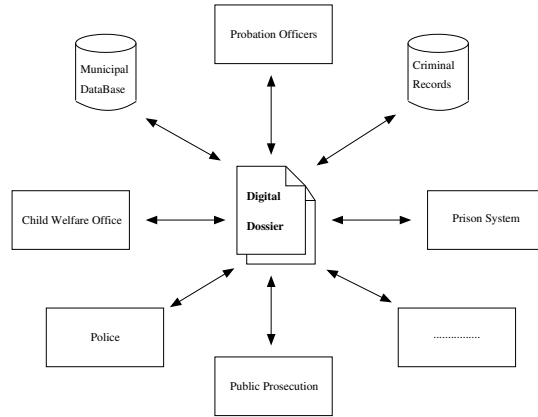 Probation Officers
Municipal
DataBase
Criminal
Records
Digital
Dossier
Child Welfare Office
Prison System
Police
................
Public Prosecution